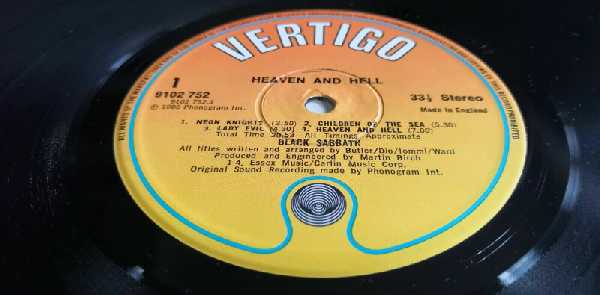 VERTIGO
HEAVEN AND HELL
1
9102 752
9102 752.1
℗ 1980 Phonogram Inc.
33⅓ Stereo
Made in England
1. NEON KNIGHTS (3.50) 2. CHILDREN OF THE SEA (5.30)
3. LADY EVIL (4.30) 4. HEAVEN AND HELL (7.00)
Total Time 20.53 All Timings Approximate
BLACK SABBATH
All titles written and arranged by Butler/Dio/Iommi/Ward
Produced and Engineered by Martin Birch
1-4, Essex Music/Carlin Music Corp.
Original Sound Recording made by Phonogram Int.